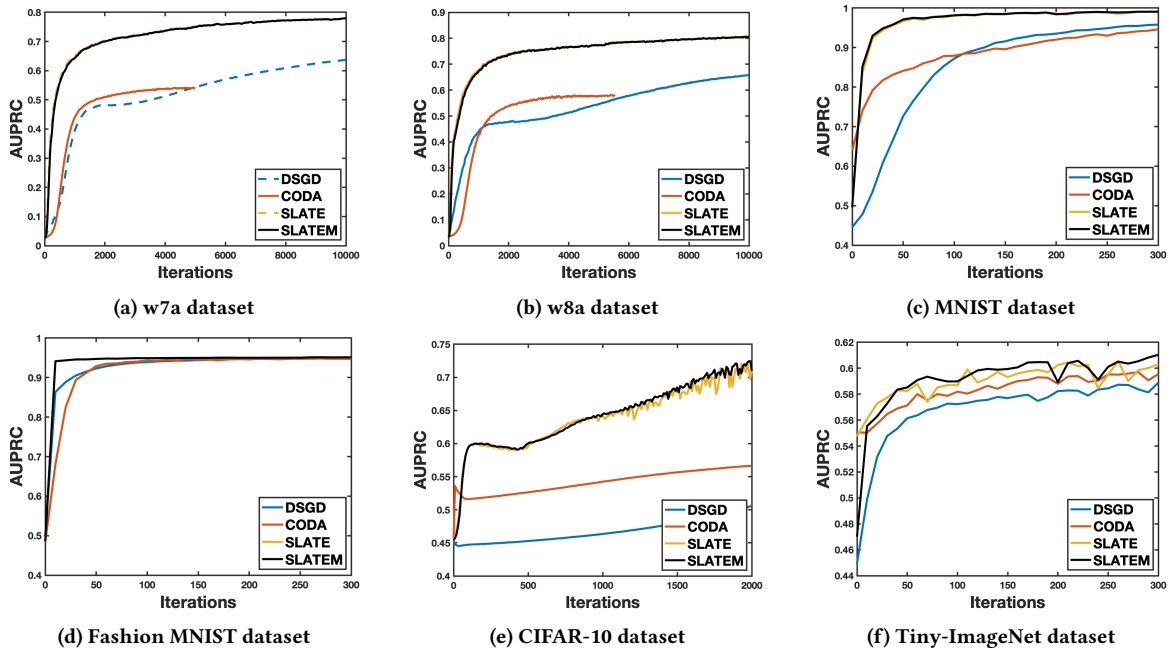 0.8
0.7
0.6
0.5
0.4
0.3
0.2
0.1
0
AUPRC
0 2000 4000 6000 8000 10000
Iterations
DSGD
CODA
SLATE
SLATEM
(a) w7a dataset
0.9
0.8
0.7
0.6
0.5
0.4
0.3
0.2
0.1
0
AUPRC
0 2000 4000 6000 8000 10000
Iterations
DSGD
CODA
SLATE
SLATEM
(b) w8a dataset
1
0.9
0.8
0.7
0.6
0.5
0.4
AUPRC
0 50 100 150 200 250 300
Iterations
DSGD
CODA
SLATE
SLATEM
(c) MNIST dataset
1
0.9
0.8
0.7
0.6
0.5
0.4
AUPRC
0 50 100 150 200 250 300
Iterations
DSGD
CODA
SLATE
SLATEM
(d) Fashion MNIST dataset
0.75
0.7
0.65
0.6
0.55
0.5
0.45
0.4
AUPRC
0 500 1000 1500 2000
Iterations
DSGD
CODA
SLATE
SLATEM
(e) CIFAR-10 dataset
0.62
0.6
0.58
0.56
0.54
0.52
0.5
0.48
0.46
0.44
AUPRC
0 50 100 150 200 250 300
Iterations
DSGD
CODA
SLATE
SLATEM
(f) Tiny-ImageNet dataset